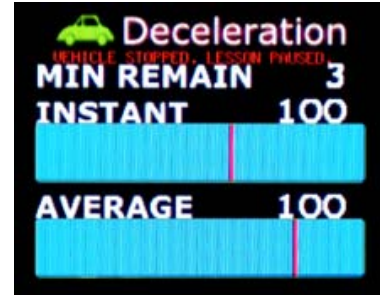 Deceleration
VEHICLE STOPPED, LESSON PAUSED.
MIN REMAIN 3
INSTANT 100
AVERAGE 100